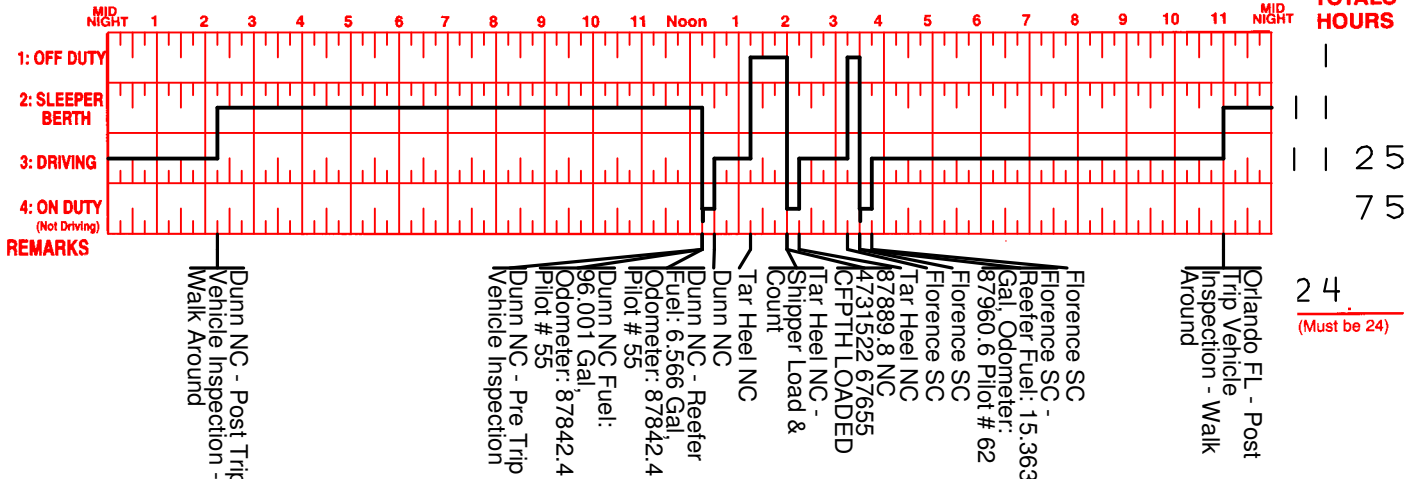 MID NIGHT 1 2 3 4 5 6 7 8 9 10 11 Noon 1 2 3 4 5 6 7 8 9 10 11 MID NIGHT
TOTALS
HOURS
1: OFF DUTY 1
2: SLEEPER
BERTH 11
3: DRIVING 11 25
4: ON DUTY 75
(Not Driving)
REMARKS
24.
(Must be 24)
Dunn NC - Post Trip
Vehicle Inspection -
Walk Around
Dunn NC - Pre Trip
Vehicle Inspection
Dunn NC Fuel:
96.001 Gal,
Odometer: 87842.4
Pilot # 55
Dunn NC - Reefer
Fuel: 6.566 Gal,
Odometer: 87842.4
Pilot # 55
Dunn NC
Tar Heel NC
Tar Heel NC -
Shipper Load &
Count
CFPTH LOADED
4731522 67655
87889.8 NC
Tar Heel NC
Florence SC
Florence SC
Florence SC -
Reefer Fuel: 15.363
Gal, Odometer:
87960.6 Pilot # 62
Florence SC
Orlando FL - Post
Trip Vehicle
Inspection - Walk
Around